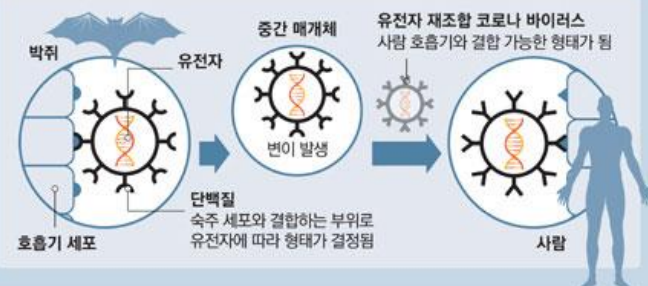 박쥐
유전자
중간 매개체
변이 발생
유전자 재조합 코로나 바이러스
사람 호흡기와 결합 가능한 형태가 됨
단백질
숙주 세포와 결합하는 부위로
유전자에 따라 형태가 결정됨
호흡기 세포
사람